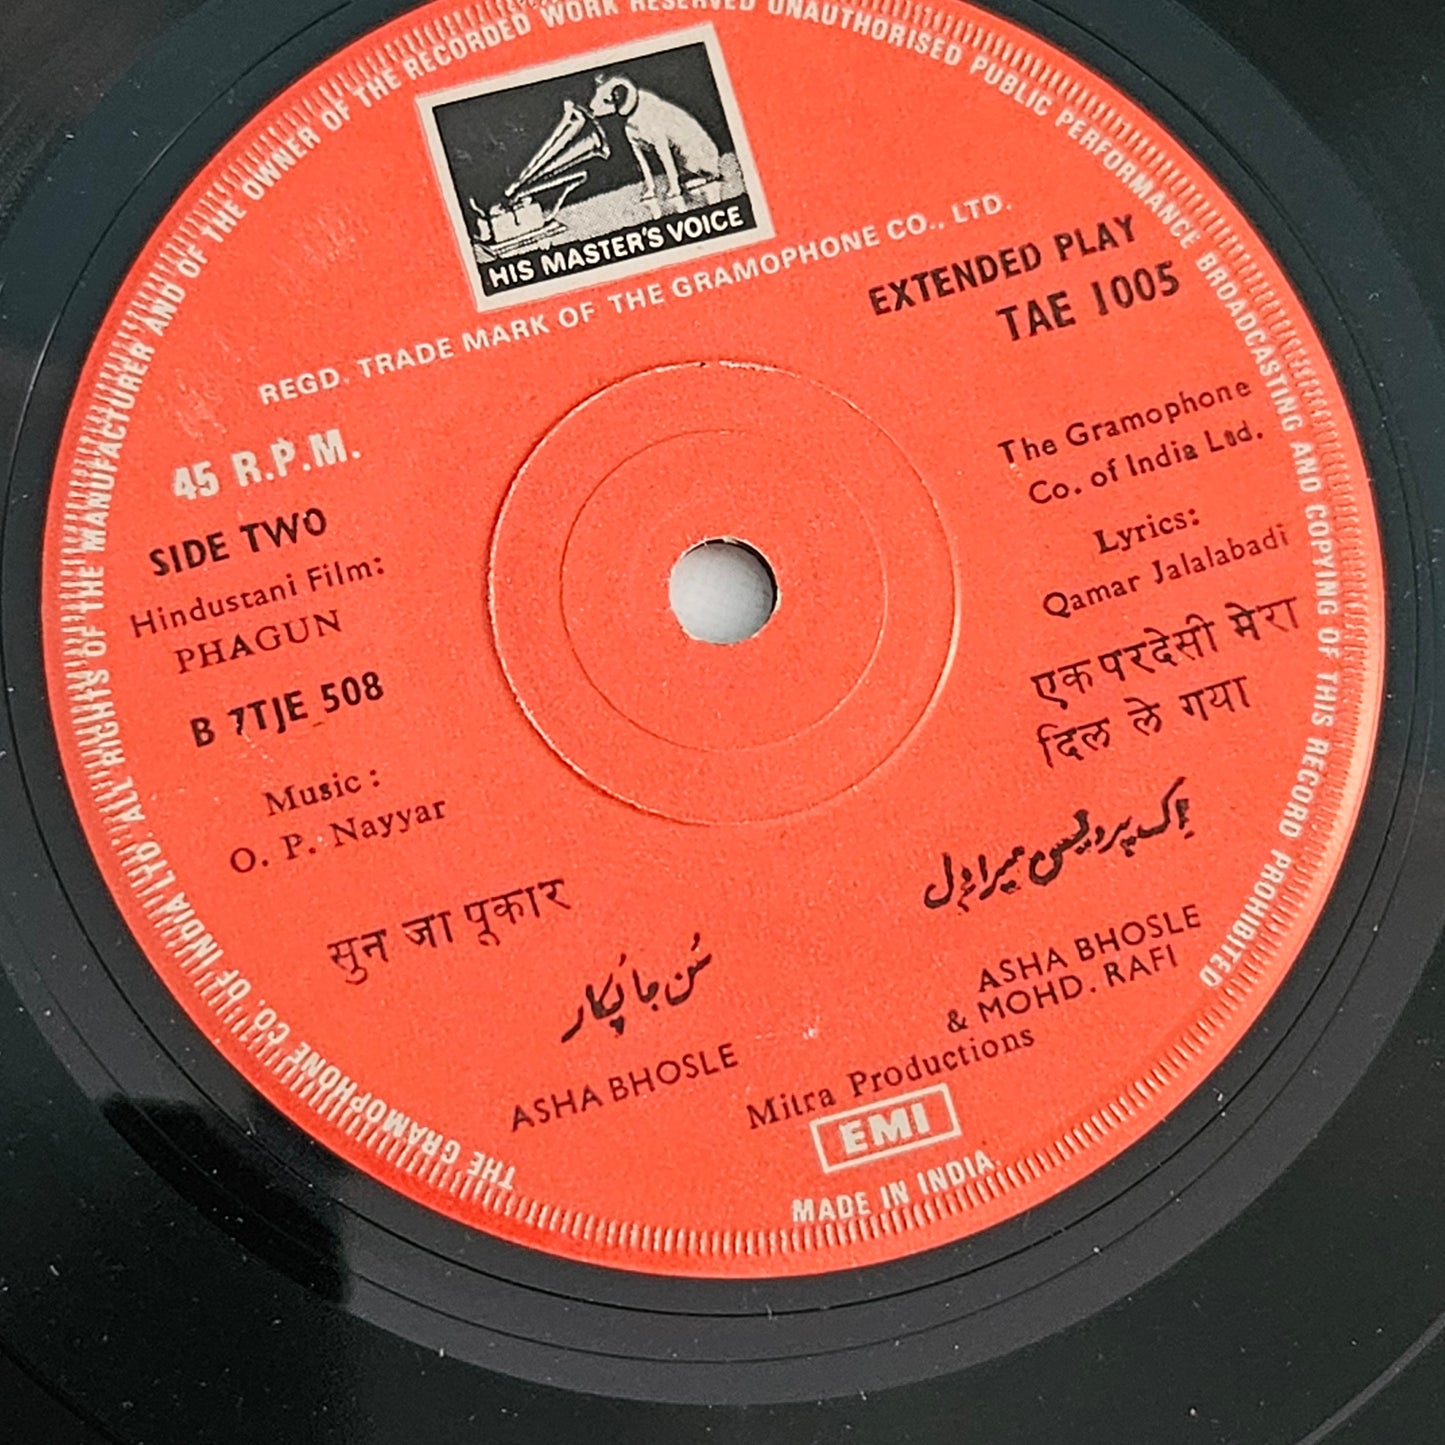 HIS MASTER'S VOICE
REGD. TRADE MARK OF THE GRAMOPHONE CO., LTD.
EXTENDED PLAY
TAE 1005
45 R.P.M.
SIDE TWO
Hindustani Film:
PHAGUN
B 7TJE 508
Music:
O. P. Nayyar
The Gramophone
Co. of India Ltd.
Lyrics:
Qamar Jalalabadi
सुन जा पूकार
سُن جا پُکار
ASHA BHOSLE
एक परदेसी मेरा
दिल ले गया
اِک پردیسی میرا دِل
ASHA BHOSLE
& MOHD. RAFI
Mitra Productions
EMI
MADE IN INDIA.
THE GRAMOPHONE CO. OF INDIA LTD. ALL RIGHTS OF THE MANUFACTURER AND OF THE OWNER OF THE RECORDED WORK RESERVED UNAUTHORISED PUBLIC PERFORMANCE BROADCASTING AND COPYING OF THIS RECORD PROHIBITED